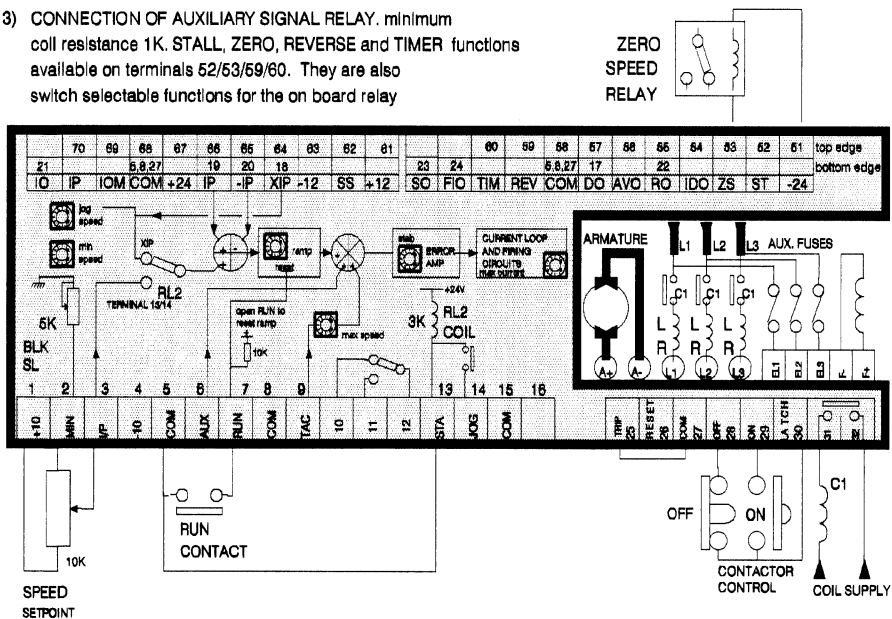 3) CONNECTION OF AUXILIARY SIGNAL RELAY. minimum
coil resistance 1K. STALL, ZERO, REVERSE and TIMER functions
available on terminals 52/53/59/60. They are also
switch selectable functions for the on board relay
ZERO
SPEED
RELAY
70 69 68 67 66 65 64 63 62 61 60 59 58 57 56 55 54 53 52 51 top edge
21 6,8,27 19 20 18 23 24 6,8,27 17 22 bottom edge
IO IP IOM COM +24 IP -IP XIP -12 SS +12 SO FIO TIM REV COM DO AVO RO IDO ZS ST -24
jog
speed
min
speed
XIP
RL2
TERMINAL 13/14
5K
BLK
SL
ramp
reset
open RUN to
reset ramp
10K
max speed
stab
ERROR
AMP
CURRENT LOOP
AND FIRING
CIRCUITS
max current
+24V
3K
RL2
COIL
ARMATURE
L1 L2 L3 AUX. FUSES
C1 C1 C1
L L L
R R R
A+ A- L1 L2 L3 EL1 EL2 EL3 F- F+
1 2 3 4 5 6 7 8 9 13 14 15 16
+10 MIN I/P -10 COM AUX RUN COM TAC 10 11 12 STA JOG COM
TRIP 25 RESET 26 COM 27 OFF 28 ON 29 LATCH 30 31 32
10K
SPEED
SETPOINT
RUN
CONTACT
OFF ON
CONTACTOR
CONTROL
C1
COIL SUPPLY